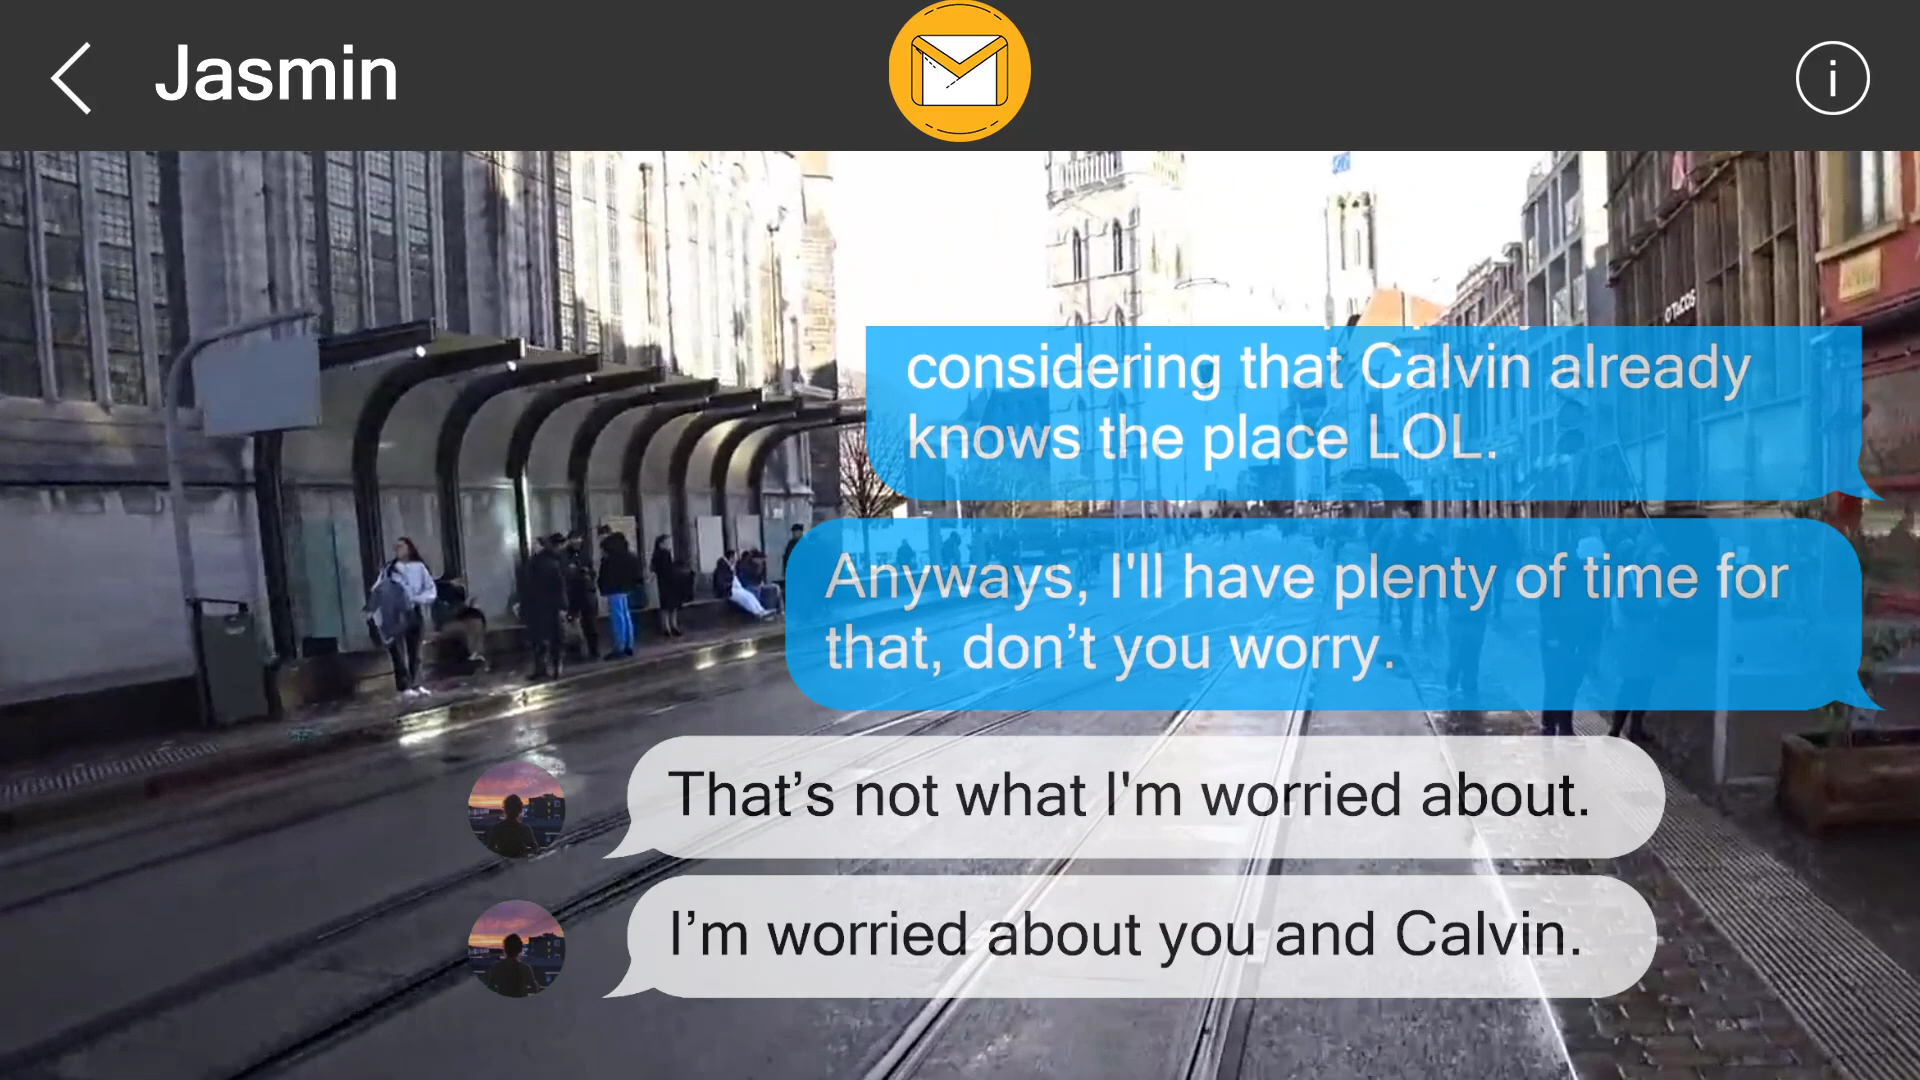 Jasmin
i
O'TACOS
considering that Calvin already
knows the place LOL.
Anyways, I'll have plenty of time for
that, don’t you worry.
That’s not what I'm worried about.
I’m worried about you and Calvin.